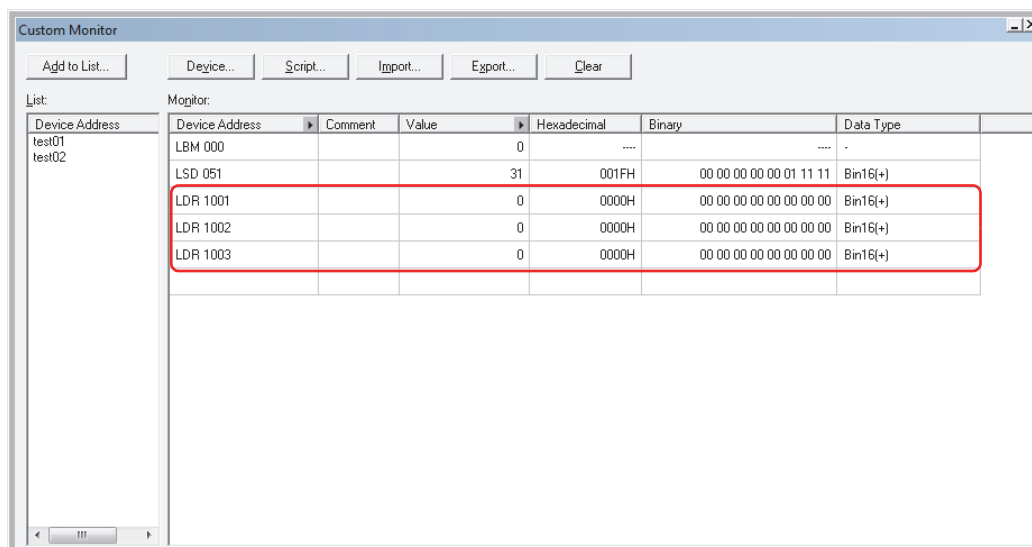 Custom Monitor
Add to List... Device... Script... Import... Export... Clear
List: Monitor:
Device Address Device Address Comment Value Hexadecimal Binary Data Type
test01
test02
LBM 000 0 ---- ---- -
LSD 051 31 001FH 00 00 00 00 00 01 11 11 Bin16(+)
LDR 1001 0 0000H 00 00 00 00 00 00 00 00 Bin16(+)
LDR 1002 0 0000H 00 00 00 00 00 00 00 00 Bin16(+)
LDR 1003 0 0000H 00 00 00 00 00 00 00 00 Bin16(+)